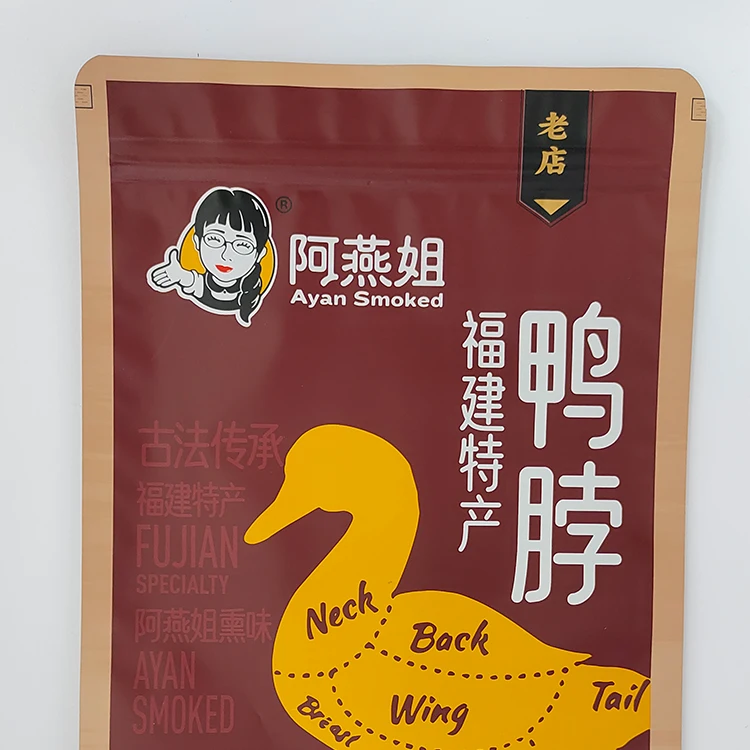 老店
®
阿燕姐
Ayan Smoked
福建特产
鸭脖
古法传承
福建特产
FUJIAN
SPECIALTY
阿燕姐熏味
AYAN
SMOKED
Neck
Back
Wing
Breast
Tail